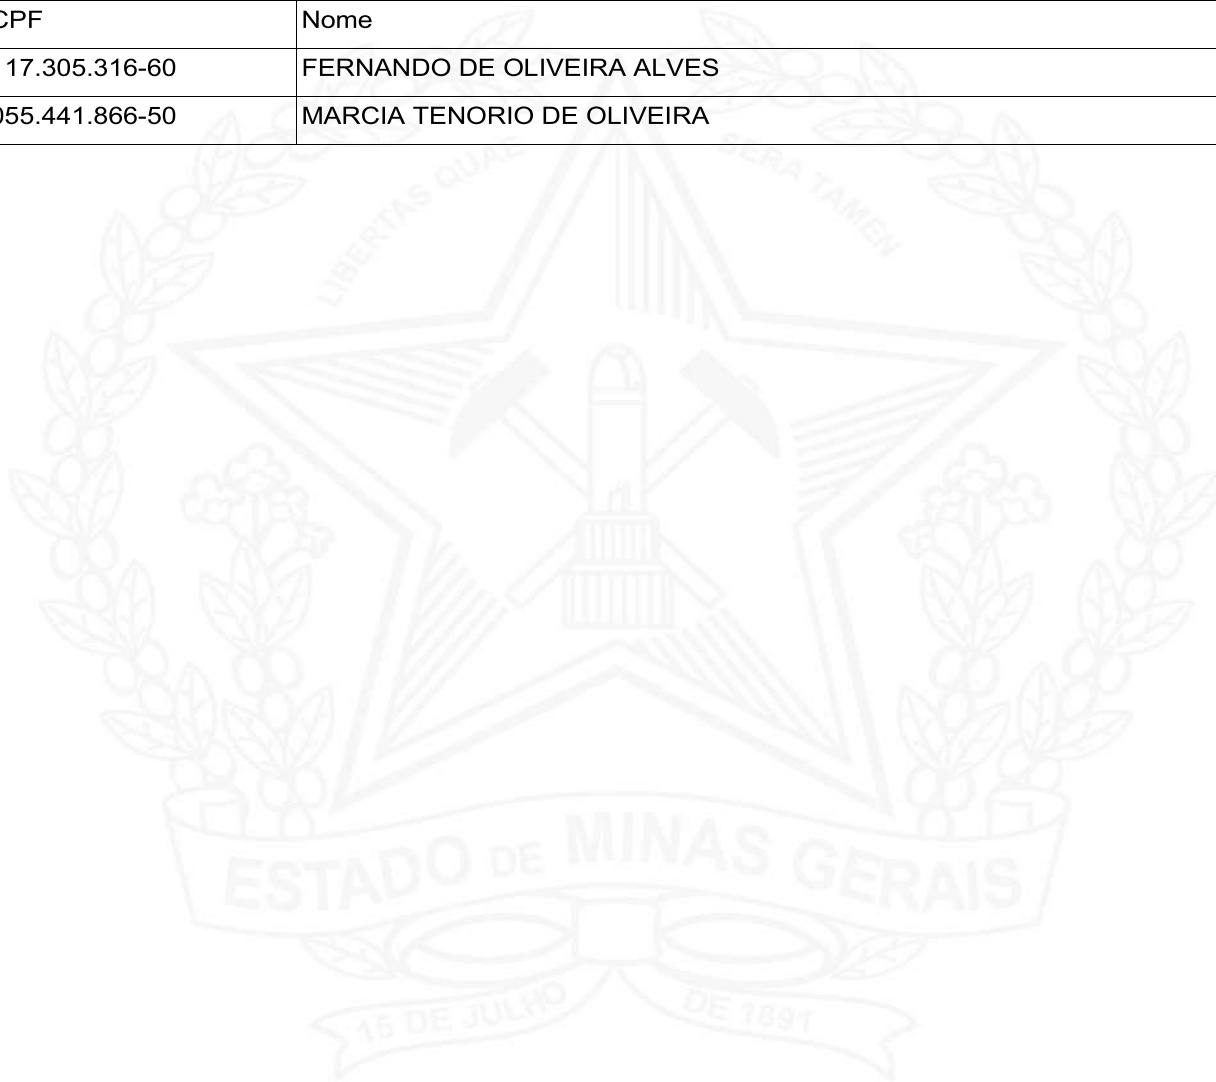 CPF Nome
17.305.316-60 FERNANDO DE OLIVEIRA ALVES
055.441.866-50 MARCIA TENORIO DE OLIVEIRA
LIBERTAS QUAE SERA TAMEN
ESTADO DE MINAS GERAIS
15 DE JULHO DE 1891